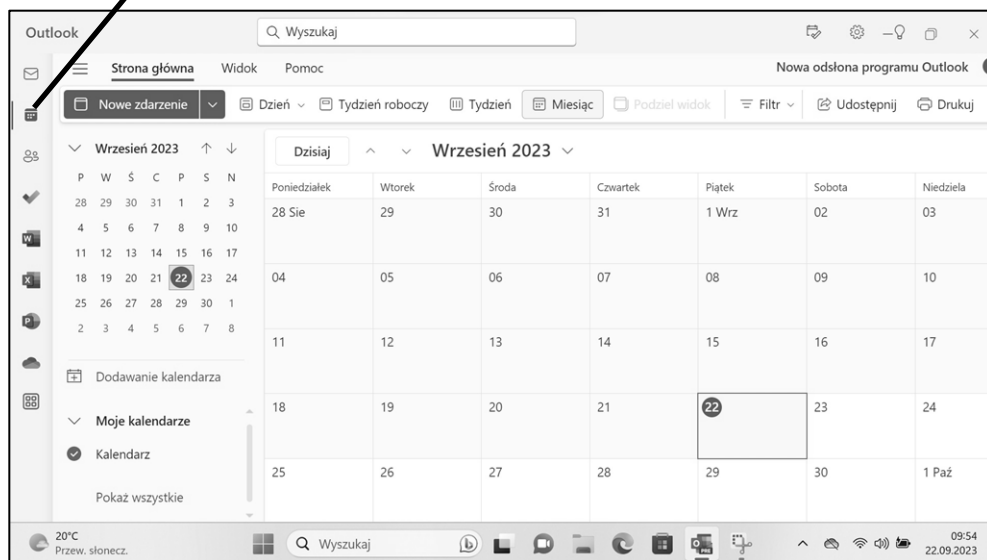 Outlook
Wyszukaj
Strona główna Widok Pomoc
Nowa odsłona programu Outlook
Nowe zdarzenie
Dzień Tydzień roboczy Tydzień Miesiąc Podziel widok Filtr Udostępnij Drukuj
Wrzesień 2023
P W Ś C P S N
28 29 30 31 1 2 3
4 5 6 7 8 9 10
11 12 13 14 15 16 17
18 19 20 21 22 23 24
25 26 27 28 29 30 1
2 3 4 5 6 7 8
Dodawanie kalendarza
Moje kalendarze
Kalendarz
Pokaż wszystkie
Dzisiaj Wrzesień 2023
Poniedziałek Wtorek Środa Czwartek Piątek Sobota Niedziela
28 Sie 29 30 31 1 Wrz 02 03
04 05 06 07 08 09 10
11 12 13 14 15 16 17
18 19 20 21 22 23 24
25 26 27 28 29 30 1 Paź
20°C
Przew. słonecz.
Wyszukaj
09:54
22.09.2023